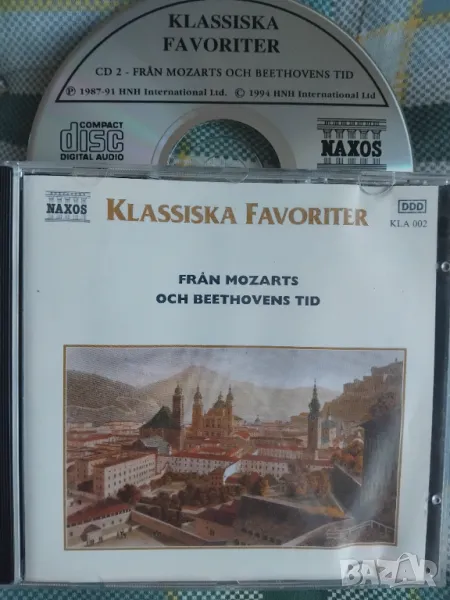 KLASSISKA
FAVORITER
CD 2 - FRÅN MOZARTS OCH BEETHOVENS TID
℗ 1987-91 HNH International Ltd. © 1994 HNH International Ltd
COMPACT
disc
DIGITAL AUDIO
NAXOS
NAXOS
KLASSISKA FAVORITER
DDD
KLA 002
FRÅN MOZARTS
OCH BEETHOVENS TID
BAZAR